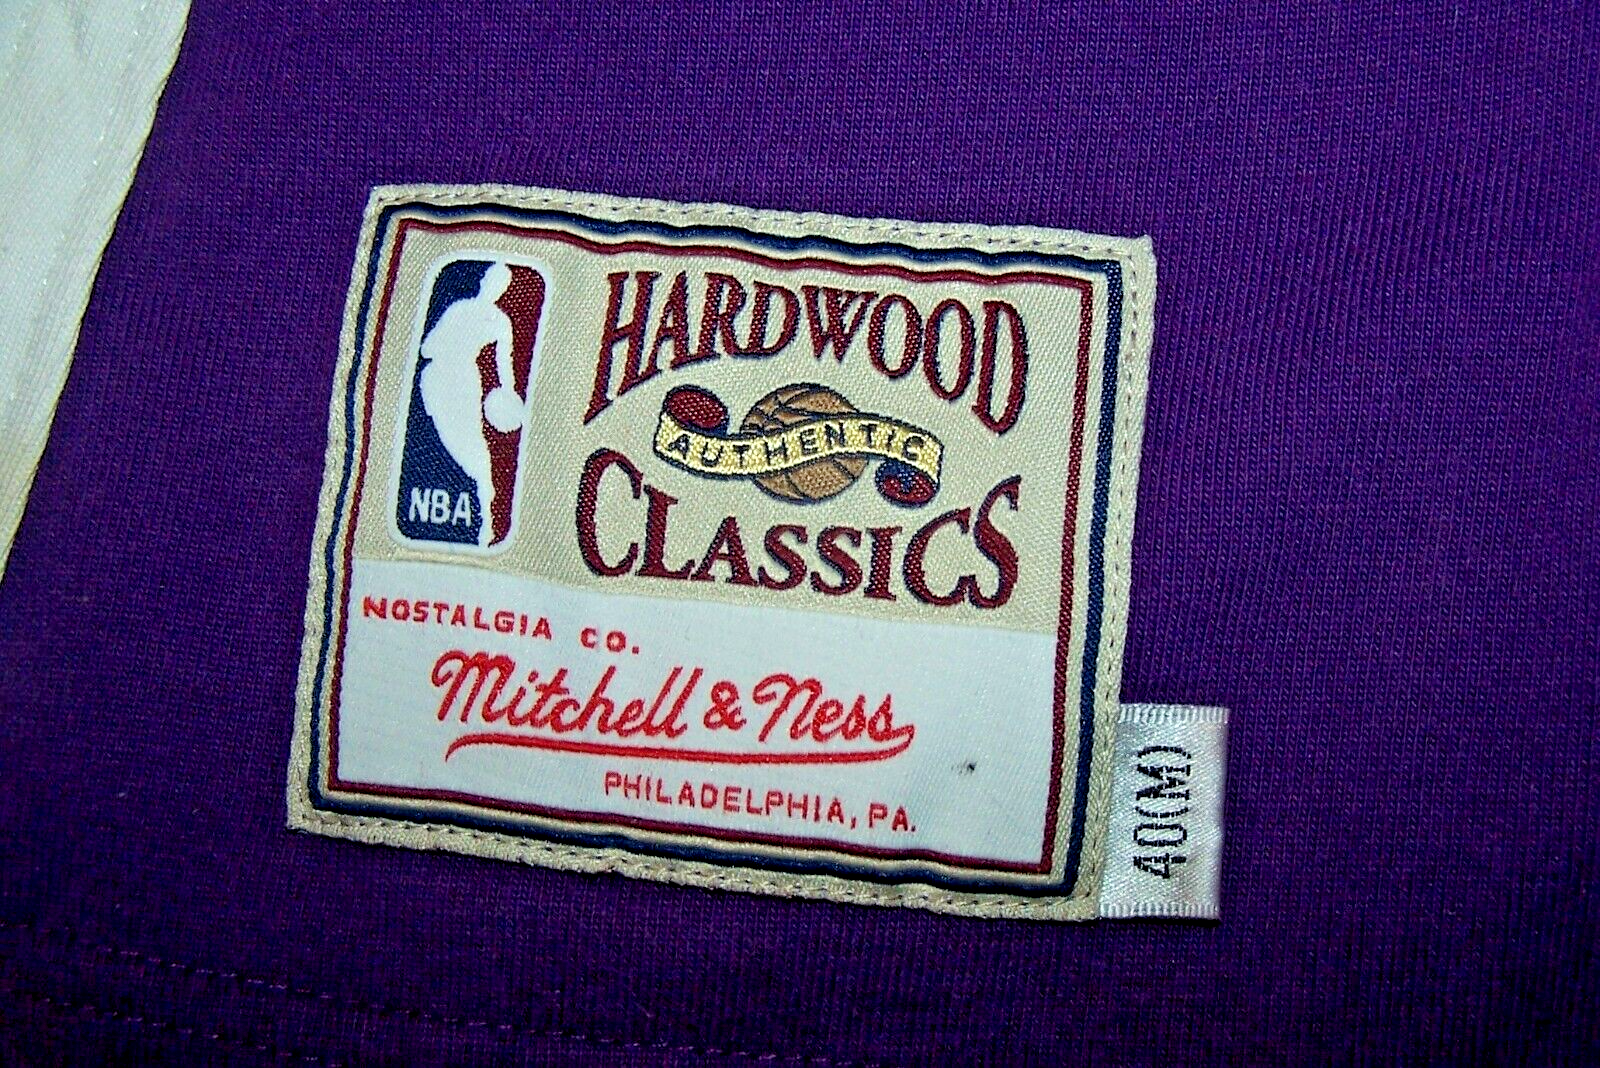 NBA
HARDWOOD
AUTHENTIC
CLASSICS
NOSTALGIA CO.
Mitchell & Ness
PHILADELPHIA, PA.
40(M)